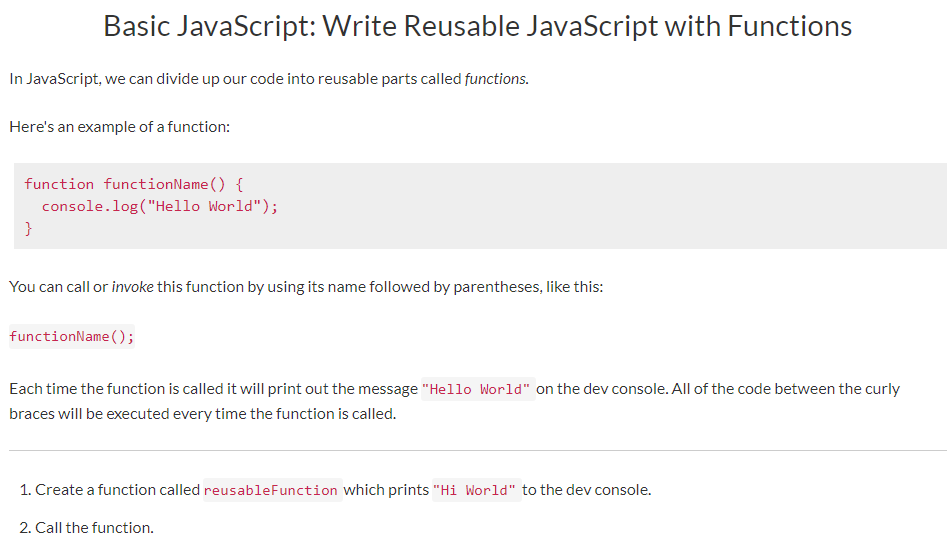 Basic JavaScript: Write Reusable JavaScript with Functions
In JavaScript, we can divide up our code into reusable parts called functions.
Here's an example of a function:
function functionName() {
  console.log("Hello World");
}
You can call or invoke this function by using its name followed by parentheses, like this:
functionName();
Each time the function is called it will print out the message "Hello World" on the dev console. All of the code between the curly
braces will be executed every time the function is called.
1. Create a function called reusableFunction which prints "Hi World" to the dev console.
2. Call the function.